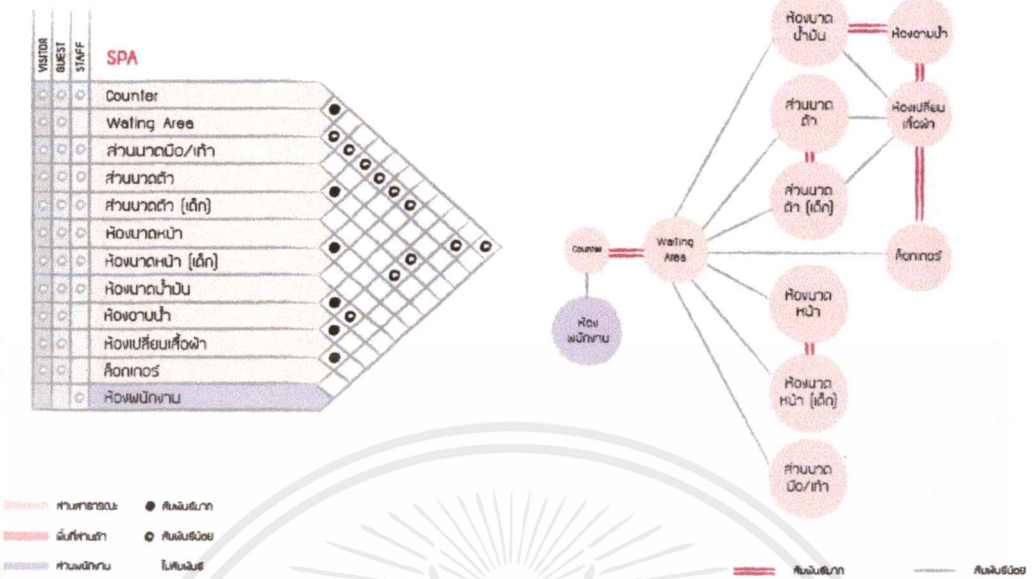 VISITOR
GUEST
STAFF
SPA
Counter
Wating Area
ส่วนนวดมือ/เท้า
ส่วนนวดตัว
ส่วนนวดตัว (เด็ก)
ห้องนวดหน้า
ห้องนวดหน้า (เด็ก)
ห้องนวดน้ำมัน
ห้องอาบน้ำ
ห้องเปลี่ยนเสื้อผ้า
ล็อกเกอร์
ห้องพนักงาน
ส่วนสาธารณะ
สัมพันธ์มาก
พื้นที่ส่วนตัว
สัมพันธ์น้อย
ส่วนพนักงาน
ไม่สัมพันธ์
ห้องนวด
น้ำมัน
ห้องอาบน้ำ
ส่วนนวด
ตัว
ห้องเปลี่ยน
เสื้อผ้า
ส่วนนวด
ตัว (เด็ก)
Counter
Waiting
Area
ล็อกเกอร์
ห้อง
พนักงาน
ห้องนวด
หน้า
ห้องนวด
หน้า (เด็ก)
ส่วนนวด
มือ/เท้า
สัมพันธ์มาก
สัมพันธ์น้อย